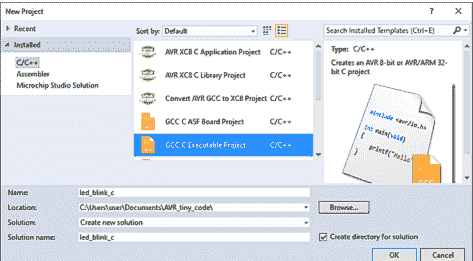 New Project
? ×
Recent
Installed
C/C++
Assembler
Microchip Studio Solution
Sort by: Default
Search Installed Templates (Ctrl+E)
AVR XC8 C Application Project C/C++
AVR XC8 C Library Project C/C++
Convert AVR GCC to XC8 Project C/C++
GCC C ASF Board Project C/C++
GCC C Executable Project C/C++
Type: C/C++
Creates an AVR 8-bit or AVR/ARM 32-
bit C project
#include <avr/io.h>
int main(void)
{
printf("Hello"
GCC
Name: led_blink_c
Location: C:\Users\user\Documents\AVR_tiny_code\
Browse...
Solution: Create new solution
Solution name: led_blink_c
Create directory for solution
OK Cancel